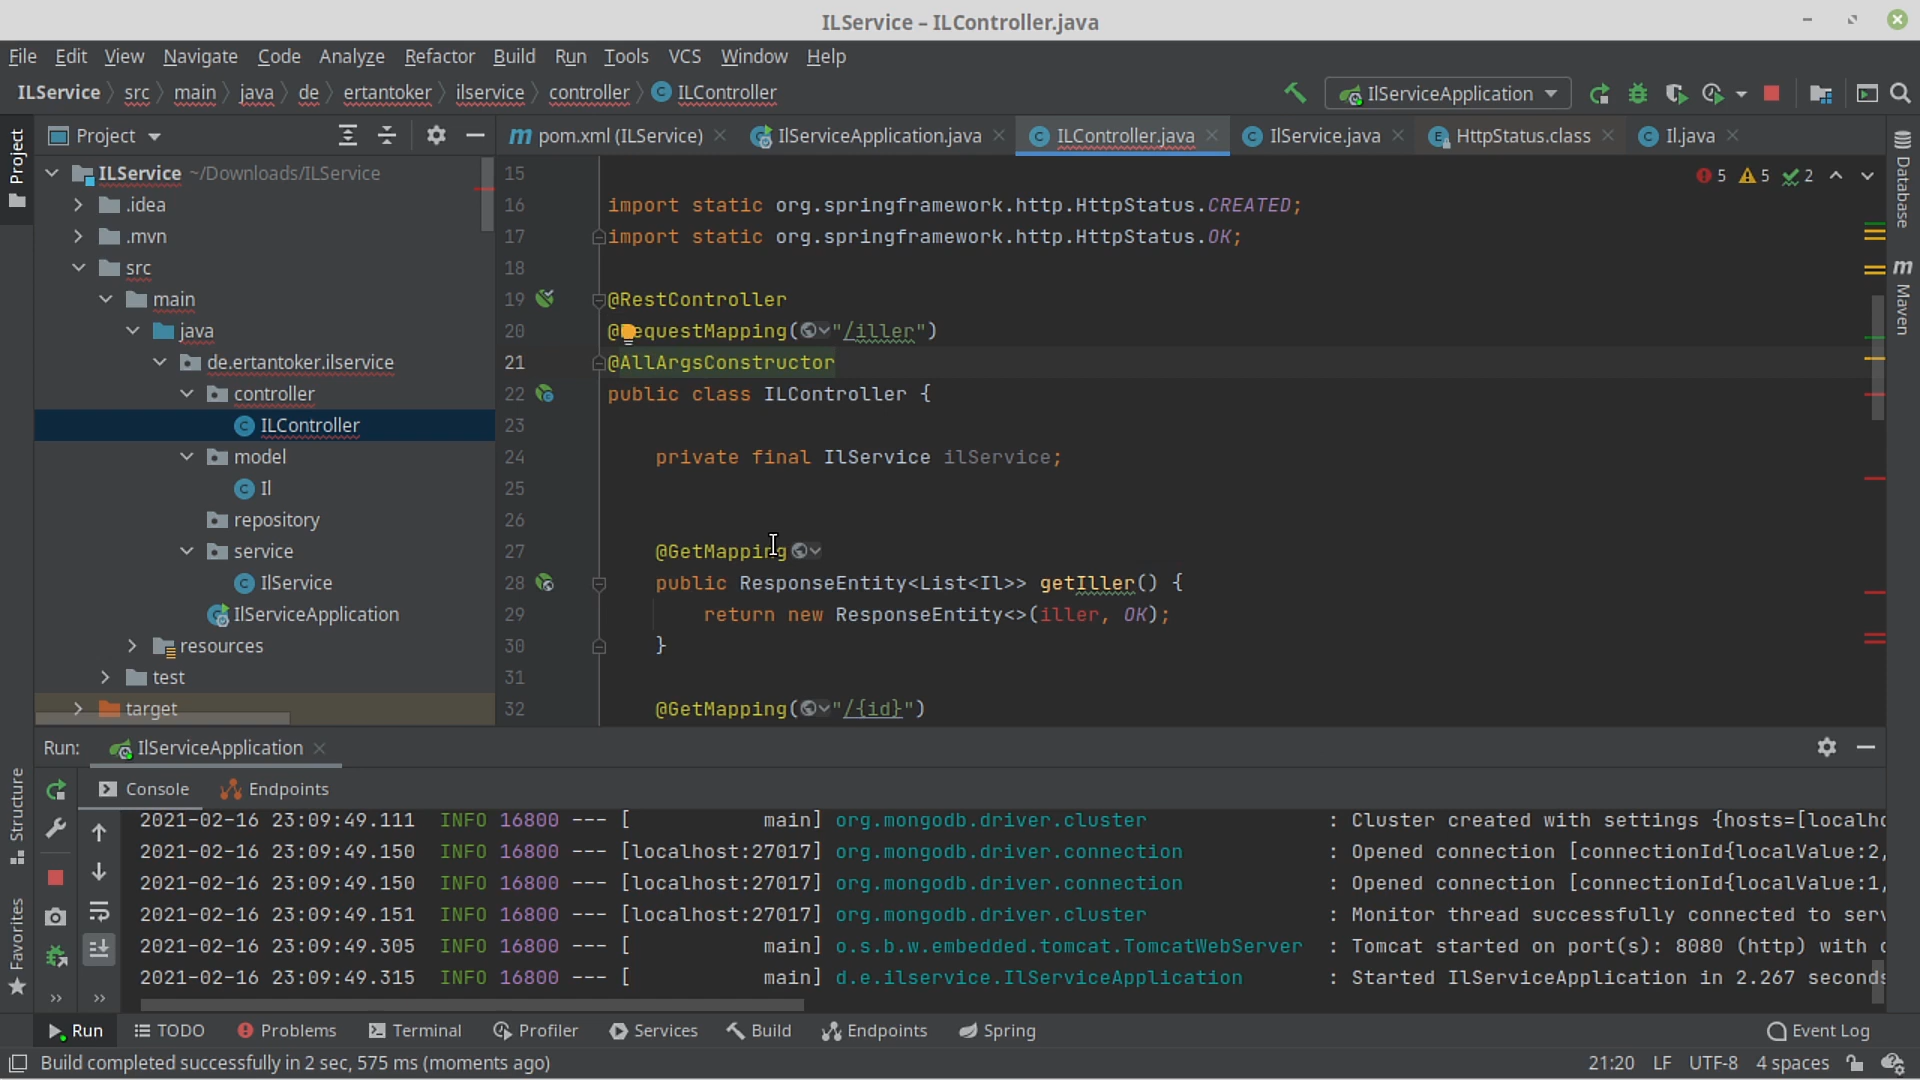 ILService – ILController.java
File Edit View Navigate Code Analyze Refactor Build Run Tools VCS Window Help
ILService src main java de ertantoker ilservice controller ILController
IlServiceApplication
Project
pom.xml (ILService) IlServiceApplication.java ILController.java IlService.java HttpStatus.class Il.java
Project
Structure
Favorites
Database
Maven
ILService ~/Downloads/ILService
.idea
.mvn
src
main
java
de.ertantoker.ilservice
controller
ILController
model
Il
repository
service
IlService
IlServiceApplication
resources
test
target
5 5 2
15
16 import static org.springframework.http.HttpStatus.CREATED;
17 import static org.springframework.http.HttpStatus.OK;
18
19 @RestController
20 @RequestMapping("/iller")
21 @AllArgsConstructor
22 public class ILController {
23
24 private final IlService ilService;
25
26
27 @GetMapping
28 public ResponseEntity<List<Il>> getIller() {
29 return new ResponseEntity<>(iller, OK);
30 }
31
32 @GetMapping("/{id}")
Run: IlServiceApplication
Console Endpoints
2021-02-16 23:09:49.111 INFO 16800 --- [ main] org.mongodb.driver.cluster : Cluster created with settings {hosts=[localho
2021-02-16 23:09:49.150 INFO 16800 --- [localhost:27017] org.mongodb.driver.connection : Opened connection [connectionId{localValue:2,
2021-02-16 23:09:49.150 INFO 16800 --- [localhost:27017] org.mongodb.driver.connection : Opened connection [connectionId{localValue:1,
2021-02-16 23:09:49.151 INFO 16800 --- [localhost:27017] org.mongodb.driver.cluster : Monitor thread successfully connected to serv
2021-02-16 23:09:49.305 INFO 16800 --- [ main] o.s.b.w.embedded.tomcat.TomcatWebServer : Tomcat started on port(s): 8080 (http) with c
2021-02-16 23:09:49.315 INFO 16800 --- [ main] d.e.ilservice.IlServiceApplication : Started IlServiceApplication in 2.267 seconds
Run TODO Problems Terminal Profiler Services Build Endpoints Spring Event Log
Build completed successfully in 2 sec, 575 ms (moments ago) 21:20 LF UTF-8 4 spaces